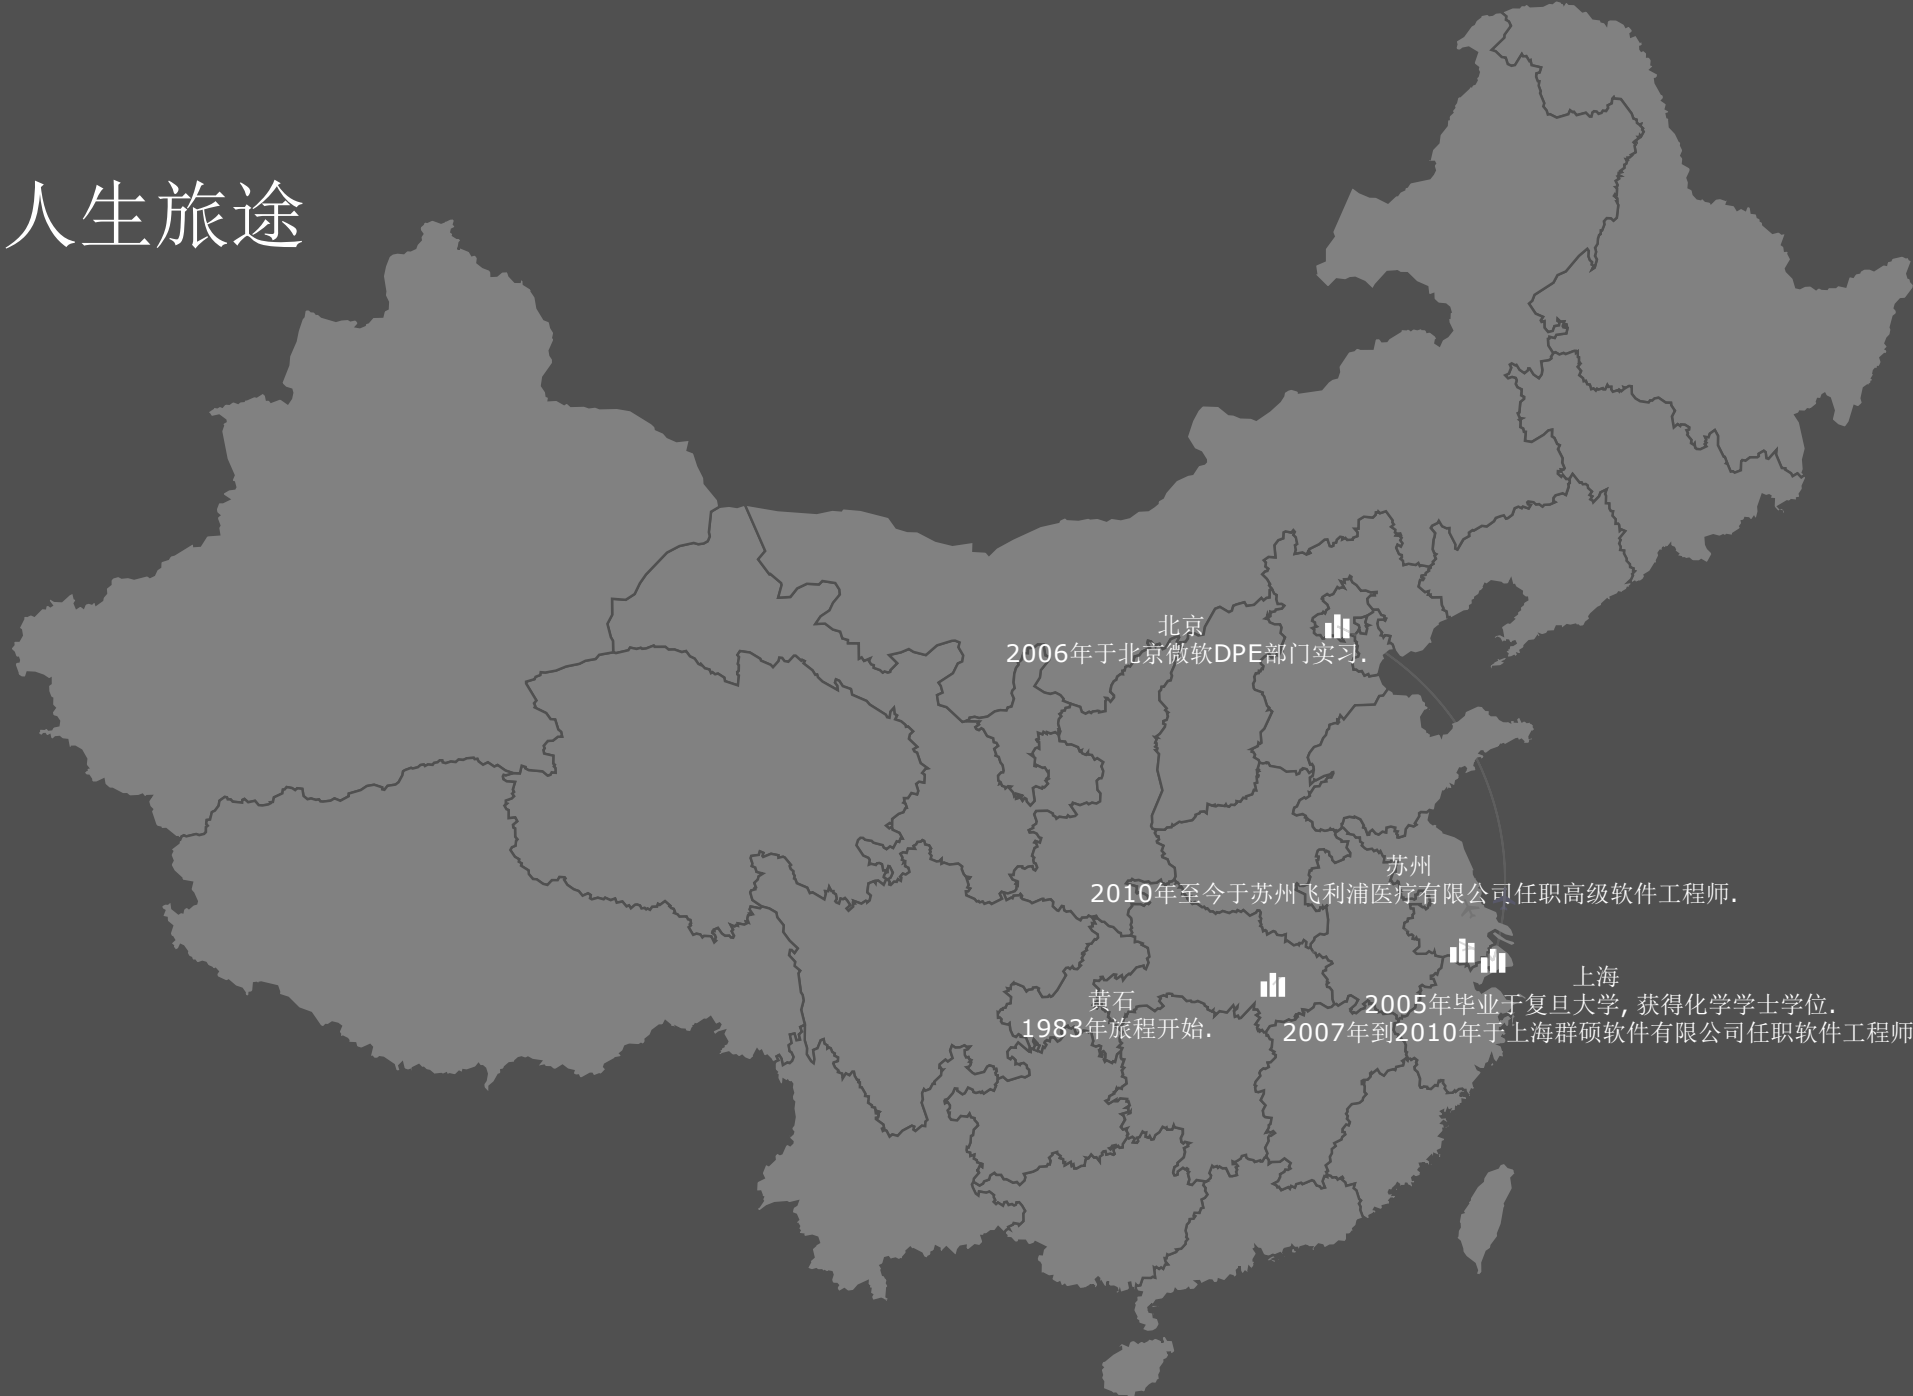 人生旅途
北京
2006年于北京微软DPE部门实习.
苏州
2010年至今于苏州飞利浦医疗有限公司任职高级软件工程师.
上海
2005年毕业于复旦大学, 获得化学学士学位.
2007年到2010年于上海群硕软件有限公司任职软件工程师
黄石
1983年旅程开始.